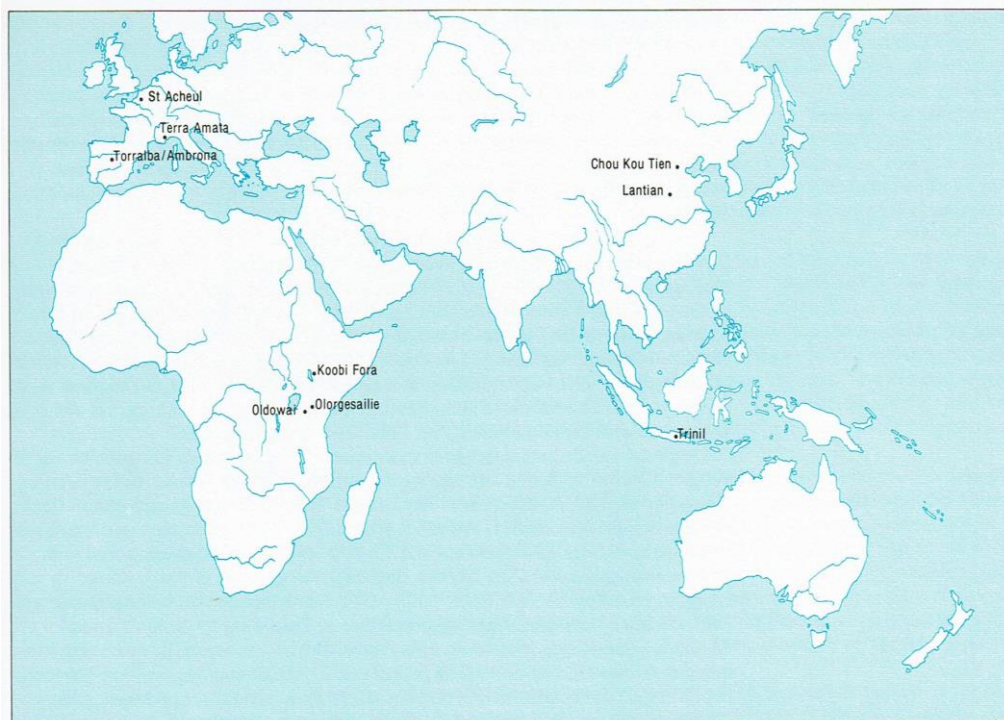 St Acheul
Terra Amata
Torralba/Ambrona
Chou Kou Tien
Lantian
Koobi Fora
Oldowai
Olorgesailie
Trinil